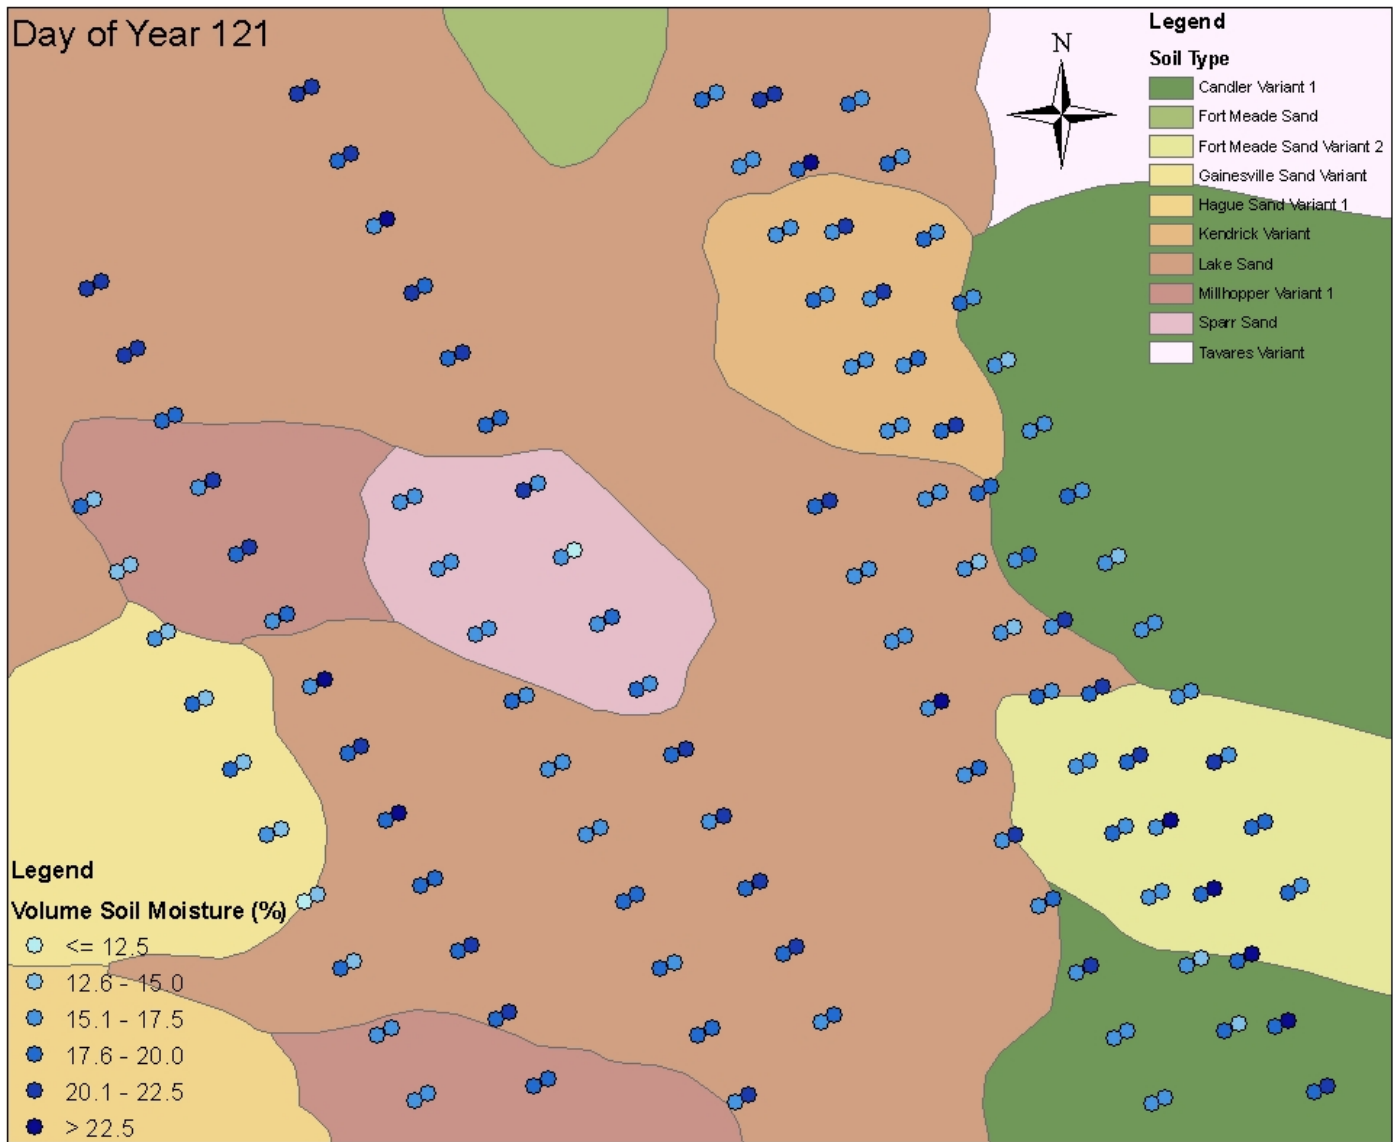 Day of Year 121
N
Legend
Soil Type
Candler Variant 1
Fort Meade Sand
Fort Meade Sand Variant 2
Gainesville Sand Variant
Hague Sand Variant 1
Kendrick Variant
Lake Sand
Millhopper Variant 1
Sparr Sand
Tavares Variant
Legend
Volume Soil Moisture (%)
<= 12.5
12.6 - 15.0
15.1 - 17.5
17.6 - 20.0
20.1 - 22.5
> 22.5